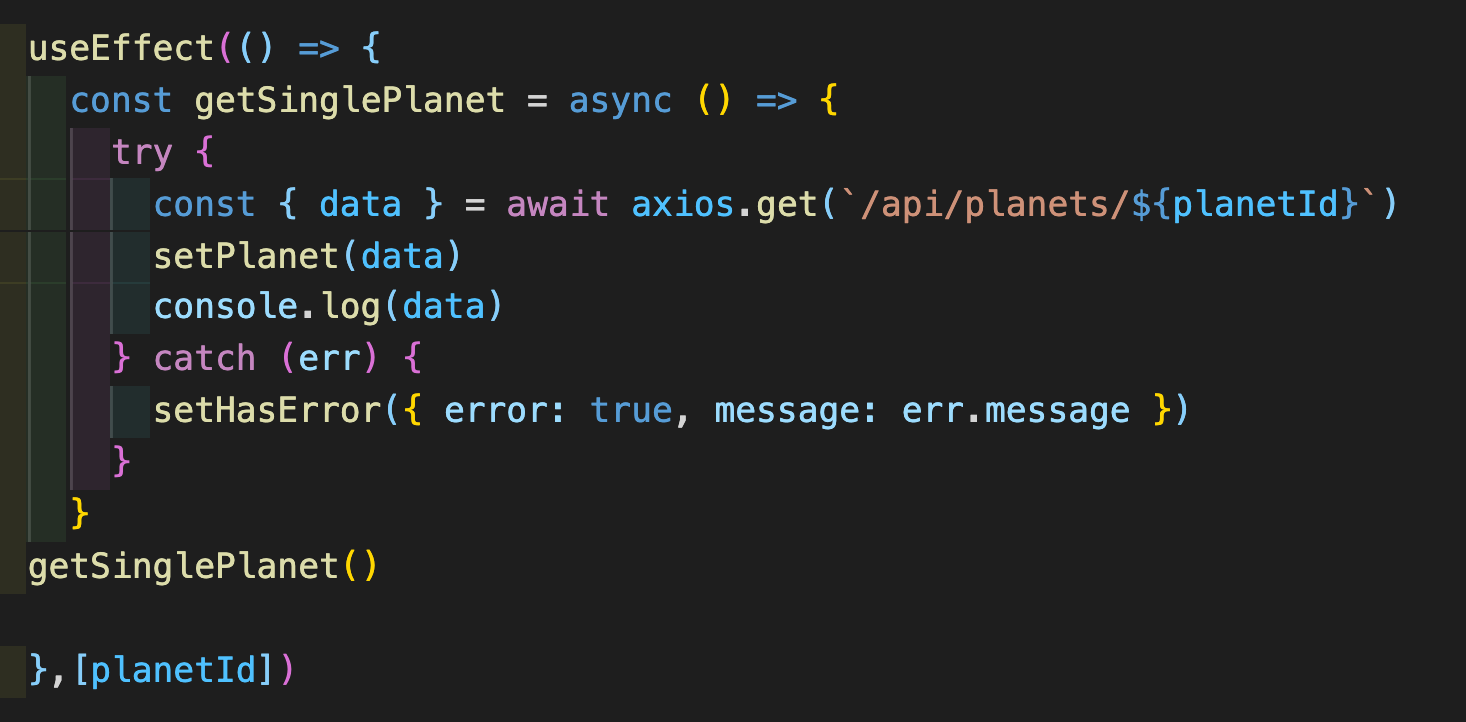 useEffect(() => {
const getSinglePlanet = async () => {
try {
const { data } = await axios.get(`/api/planets/${planetId}`)
setPlanet(data)
console.log(data)
} catch (err) {
setHasError({ error: true, message: err.message })
}
}
getSinglePlanet()
},[planetId])